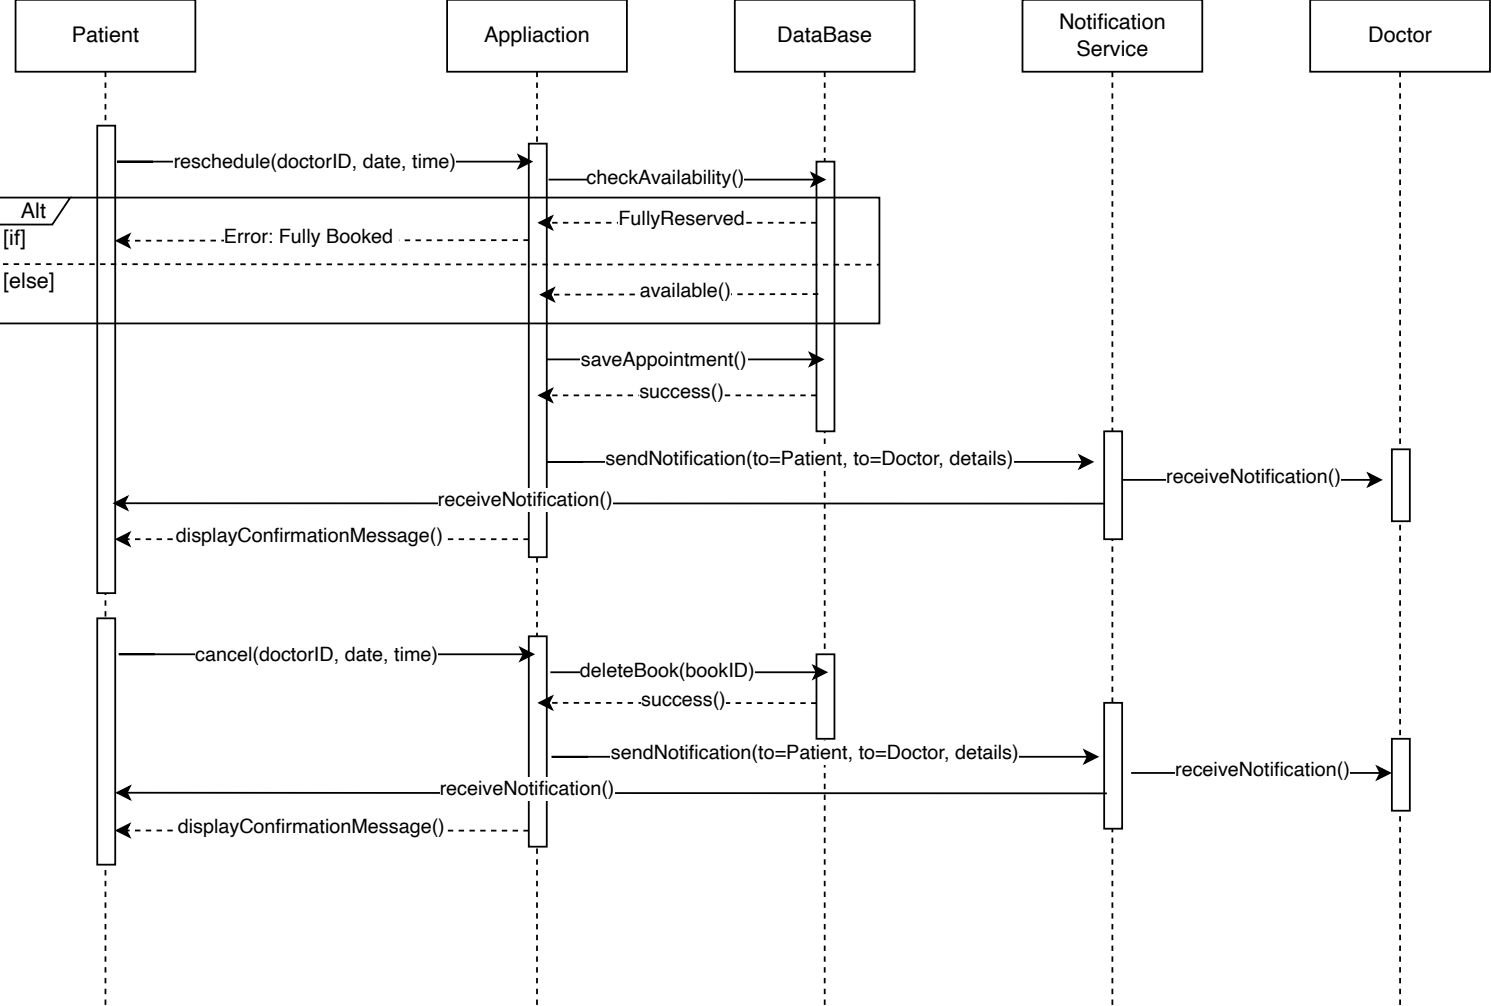 Patient
Appliaction
DataBase
Notification
Service
Doctor
reschedule(doctorID, date, time)
checkAvailability()
Alt
FullyReserved
[if]
Error: Fully Booked
[else]
available()
saveAppointment()
success()
sendNotification(to=Patient, to=Doctor, details)
receiveNotification()
receiveNotification()
displayConfirmationMessage()
cancel(doctorID, date, time)
deleteBook(bookID)
success()
sendNotification(to=Patient, to=Doctor, details)
receiveNotification()
receiveNotification()
displayConfirmationMessage()